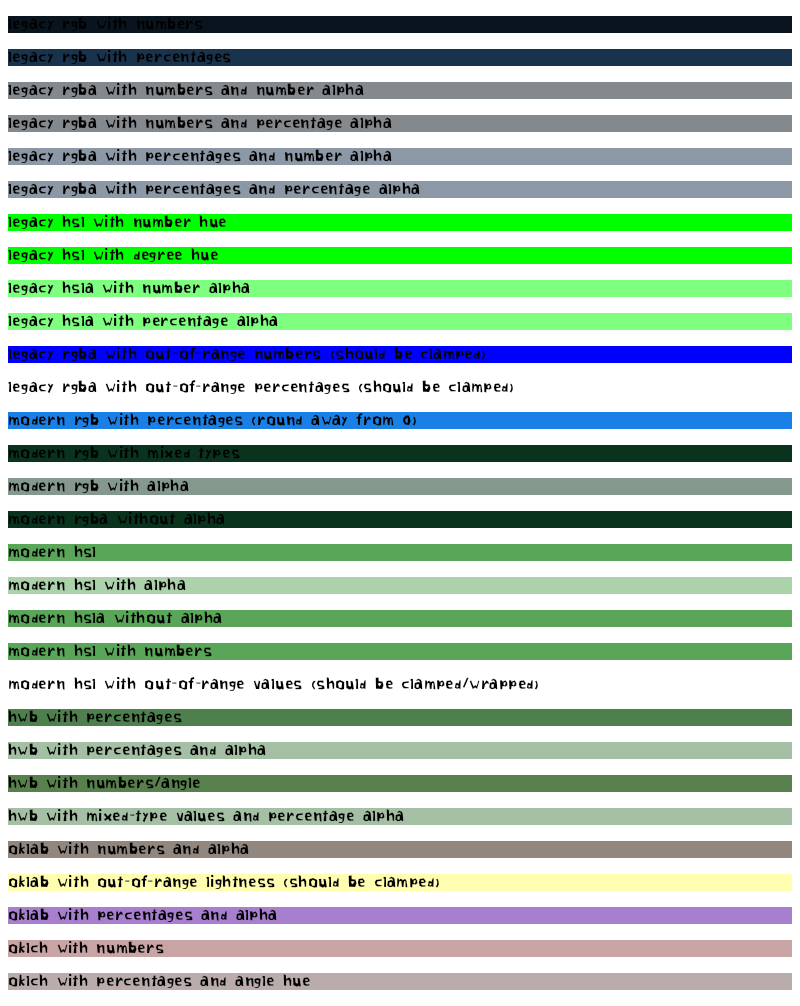 legacy rgb with numbers
legacy rgb with percentages
legacy rgba with numbers and number alpha
legacy rgba with numbers and percentage alpha
legacy rgba with percentages and number alpha
legacy rgba with percentages and percentage alpha
legacy hsl with number hue
legacy hsl with degree hue
legacy hsla with number alpha
legacy hsla with percentage alpha
legacy rgba with out-of-range numbers (should be clamped)
legacy rgba with out-of-range percentages (should be clamped)
modern rgb with percentages (round away from 0)
modern rgb with mixed types
modern rgb with alpha
modern rgba without alpha
modern hsl
modern hsl with alpha
modern hsla without alpha
modern hsl with numbers
modern hsl with out-of-range values (should be clamped/wrapped)
hwb with percentages
hwb with percentages and alpha
hwb with numbers/angle
hwb with mixed-type values and percentage alpha
oklab with numbers and alpha
oklab with out-of-range lightness (should be clamped)
oklab with percentages and alpha
oklch with numbers
oklch with percentages and angle hue